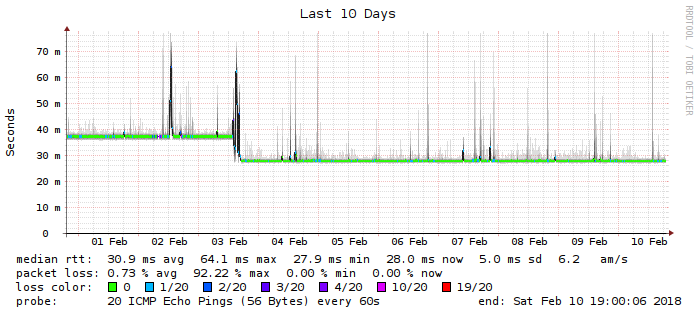 Last 10 Days
RRDTOOL / TOBI OETIKER
Seconds
70 m
60 m
50 m
40 m
30 m
20 m
10 m
0
01 Feb 02 Feb 03 Feb 04 Feb 05 Feb 06 Feb 07 Feb 08 Feb 09 Feb 10 Feb
median rtt: 30.9 ms avg 64.1 ms max 27.9 ms min 28.0 ms now 5.0 ms sd 6.2 am/s
packet loss: 0.73 % avg 92.22 % max 0.00 % min 0.00 % now
loss color: 0 1/20 2/20 3/20 4/20 10/20 19/20
probe: 20 ICMP Echo Pings (56 Bytes) every 60s end: Sat Feb 10 19:00:06 2018